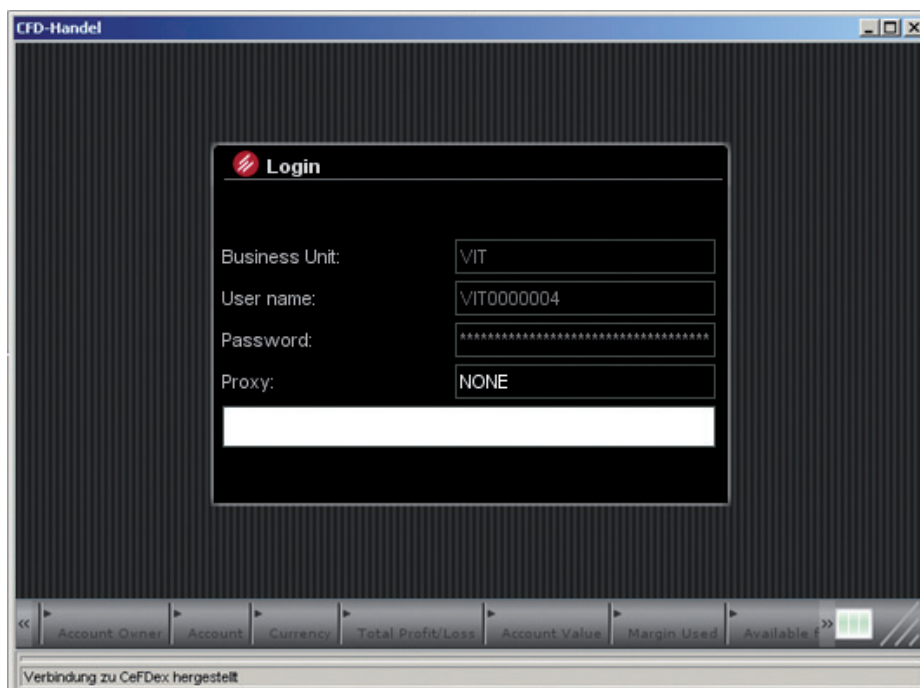 CFD-Handel
Login
Business Unit: VIT
User name: VIT0000004
Password: ************************************
Proxy: NONE
« Account Owner Account Currency Total Profit/Loss Account Value Margin Used Available »
Verbindung zu CeFDex hergestellt